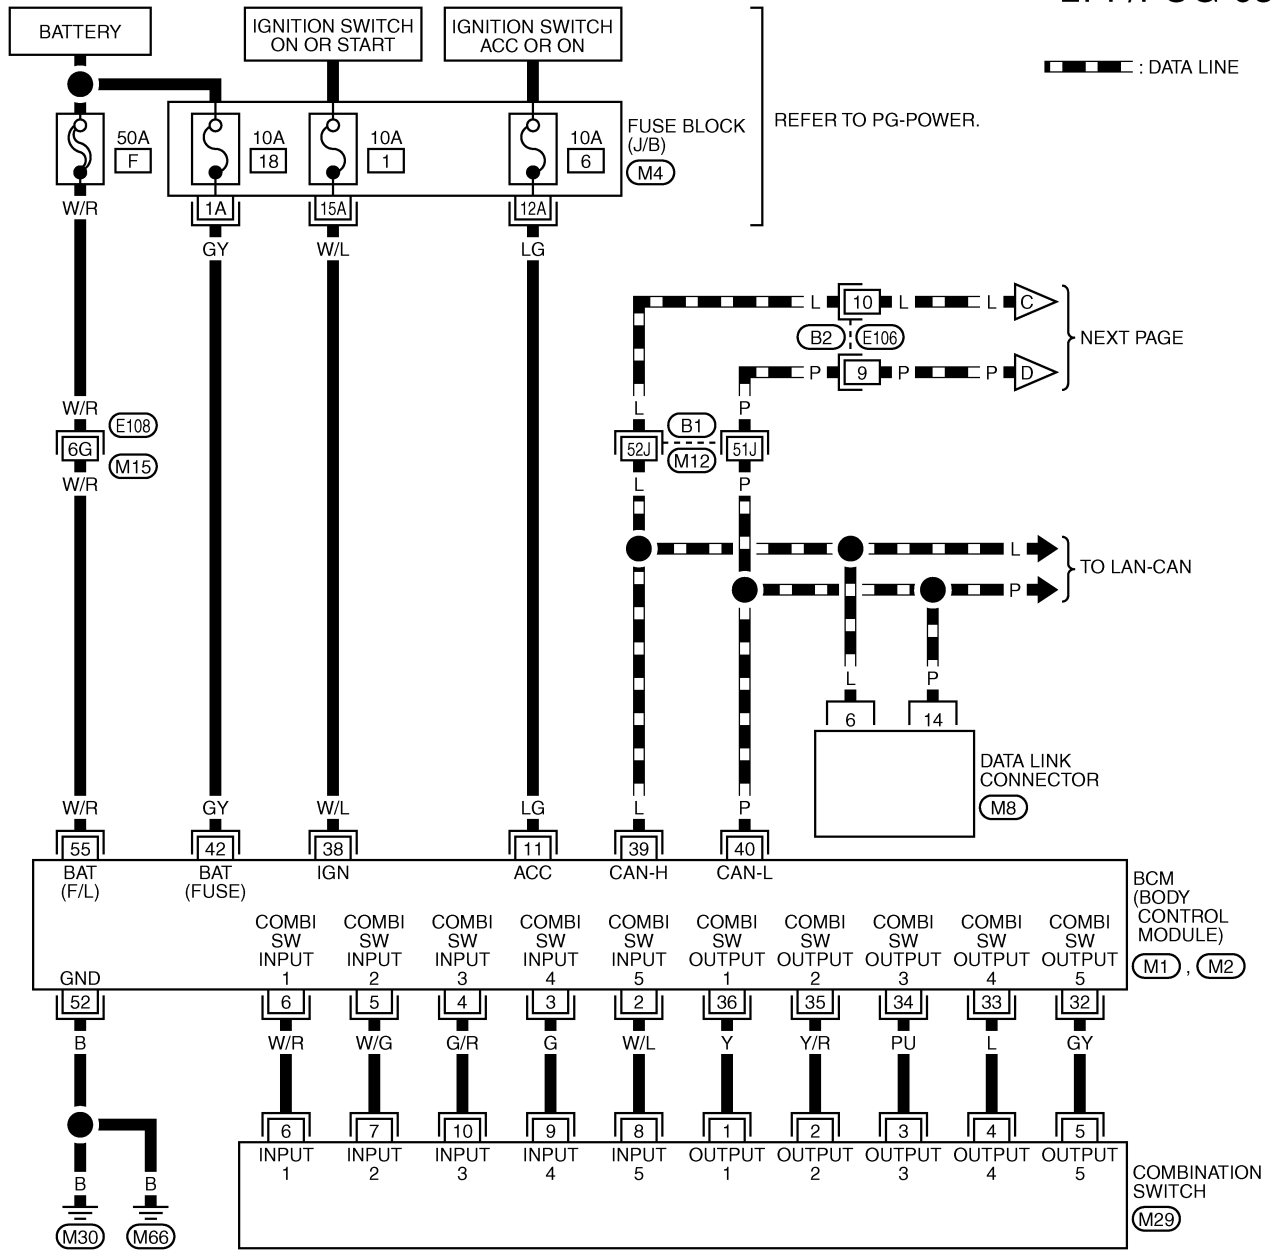 BATTERY
IGNITION SWITCH
ON OR START
IGNITION SWITCH
ACC OR ON
: DATA LINE
REFER TO PG-POWER.
50A
F
10A
18
10A
1
10A
6
FUSE BLOCK
(J/B)
M4
1A
15A
12A
W/R
GY
W/L
LG
L
10
L
L
C
B2
E106
NEXT PAGE
P
9
P
P
D
W/R
L
P
E108
B1
6G
52J
51J
M15
M12
W/R
L
P
L
TO LAN-CAN
P
L
P
6
14
DATA LINK
CONNECTOR
M8
W/R
GY
W/L
LG
L
P
55
42
38
11
39
40
BAT
(F/L)
BAT
(FUSE)
IGN
ACC
CAN-H
CAN-L
BCM
(BODY
CONTROL
MODULE)
M1 , M2
COMBI
SW
INPUT
1
COMBI
SW
INPUT
2
COMBI
SW
INPUT
3
COMBI
SW
INPUT
4
COMBI
SW
INPUT
5
COMBI
SW
OUTPUT
1
COMBI
SW
OUTPUT
2
COMBI
SW
OUTPUT
3
COMBI
SW
OUTPUT
4
COMBI
SW
OUTPUT
5
GND
52
6
5
4
3
2
36
35
34
33
32
B
W/R
W/G
G/R
G
W/L
Y
Y/R
PU
L
GY
6
7
10
9
8
1
2
3
4
5
INPUT
1
INPUT
2
INPUT
3
INPUT
4
INPUT
5
OUTPUT
1
OUTPUT
2
OUTPUT
3
OUTPUT
4
OUTPUT
5
COMBINATION
SWITCH
M29
B
B
M30
M66